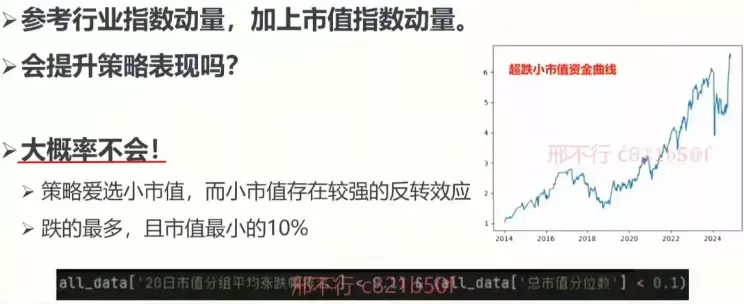 ➤参考行业指数动量，加上市值指数动量。
➤会提升策略表现吗？
➤大概率不会！
➤策略爱选小市值，而小市值存在较强的反转效应
➤跌的最多，且市值最小的10%
超跌小市值资金曲线
6
5
4
3
2
1
2014 2016 2018 2020 2022 2024
邢不行 c821b50f
all_data['20日市值分组平均涨跌幅 < 0.1) & (all_data['总市值分位数'] < 0.1)
邢不行 c821b50f